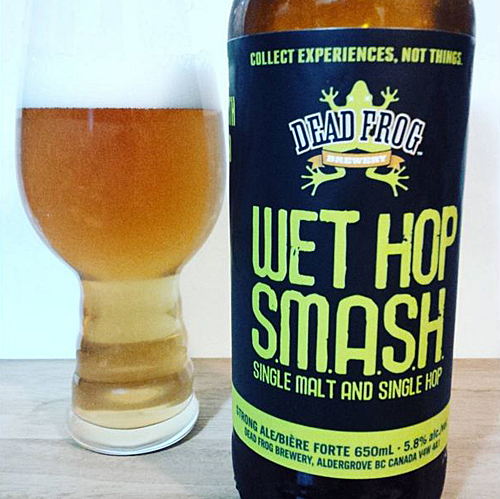 COLLECT EXPERIENCES, NOT THINGS.
DEAD FROG
BREWERY
WET HOP
S.M.A.S.H.
SINGLE MALT AND SINGLE HOP
STRONG ALE/BIÈRE FORTE 650mL · 5.8% alc./vol.
DEAD FROG BREWERY, ALDERGROVE BC CANADA V4W